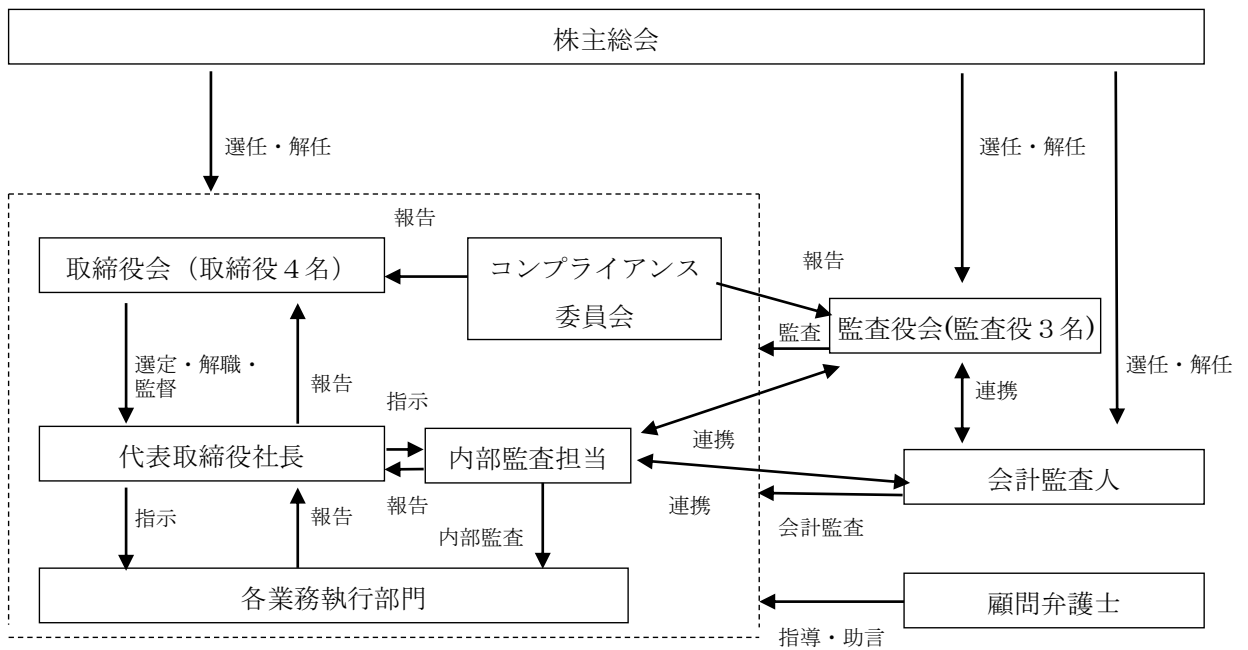 株主総会
選任・解任
選任・解任
報告
取締役会（取締役４名）
コンプライアンス
委員会
報告
監査役会(監査役３名)
監査
選定・解職・
監督
報告
指示
連携
選任・解任
代表取締役社長
内部監査担当
連携
会計監査人
指示
報告
報告
連携
内部監査
会計監査
各業務執行部門
顧問弁護士
指導・助言